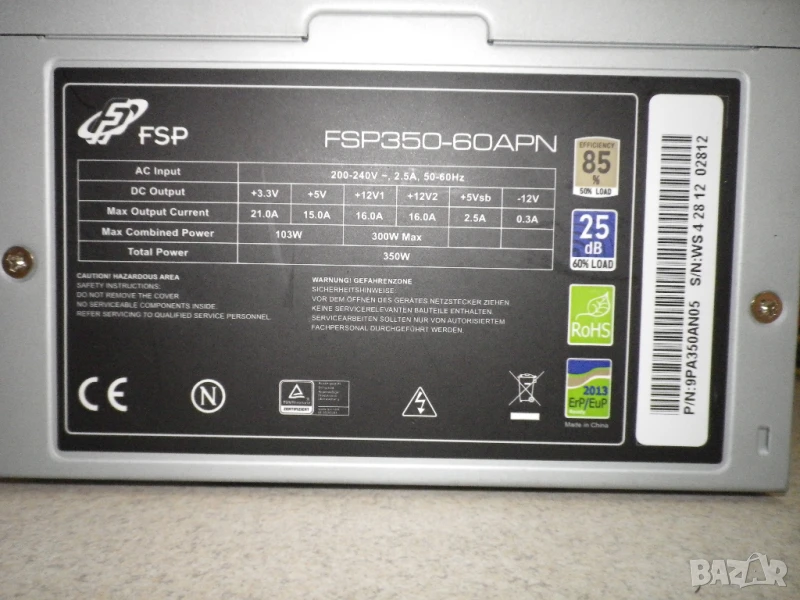 FSP
FSP350-60APN
AC Input 200-240V ~, 2.5A, 50-60Hz
DC Output +3.3V +5V +12V1 +12V2 +5Vsb -12V
Max Output Current 21.0A 15.0A 16.0A 16.0A 2.5A 0.3A
Max Combined Power 103W 300W Max
Total Power 350W
CAUTION! HAZARDOUS AREA
SAFETY INSTRUCTIONS:
DO NOT REMOVE THE COVER
NO SERVICEABLE COMPONENTS INSIDE
REFER SERVICING TO QUALIFIED SERVICE PERSONNEL
WARNUNG! GEFAHRENZONE
SICHERHEITSHINWEISE:
VOR DEM ÖFFNEN DES GERÄTES NETZSTECKER ZIEHEN
KEINE SERVICERELEVANTEN BAUTEILE ENTHALTEN.
SERVICEARBEITEN SOLLTEN NUR VON AUTORISIERTEM
FACHPERSONAL DURCHGEFÜHRT WERDEN.
CE
N
EFFICIENCY
85
%
50% LOAD
25
dB
60% LOAD
RoHS
2013
ErP/EuP
Ready
Made in China
P/N:9PA350AN05 S/N:WS 4 28 12 02812
BAZAR